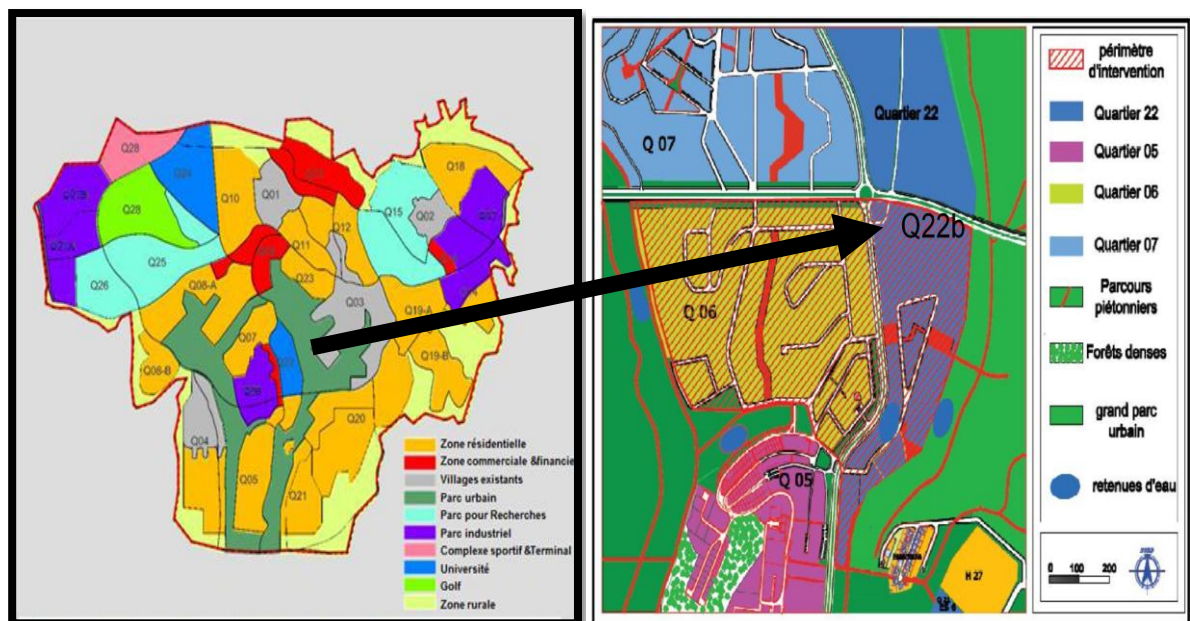 Q28
Q24
Q18
Q27B
Q10
Q01
Q28
Q15
Q02
Q12
Q27A
Q11
Q25
Q26
Q23
Q08-A
Q03
Q19-A
Q07
Q08-B
Q19-B
Q20
Q04
Q05
Q21
Zone résidentielle
Zone commerciale &financie
Villages existants
Parc urbain
Parc pour Recherches
Parc industriel
Complexe sportif &Terminal
Université
Golf
Zone rurale
Quartier 22
Q 07
Q22b
Q 06
Q 05
H 27
périmètre
d'intervention
Quartier 22
Quartier 05
Quartier 06
Quartier 07
Parcours
piétonniers
Forêts denses
grand parc
urbain
retenues d'eau
0 100 200